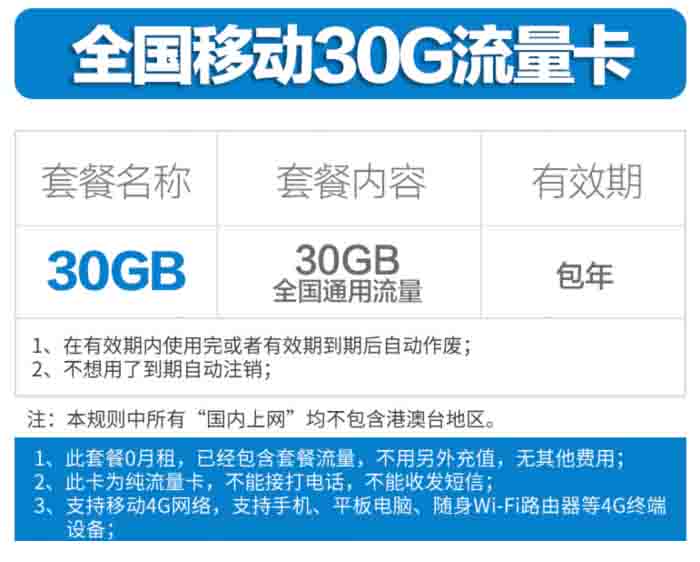 全国移动30G流量卡
套餐名称 套餐内容 有效期
30GB 30GB 包年
全国通用流量
1、在有效期内使用完或者有效期到期后自动作废；
2、不想用了到期自动注销；
注：本规则中所有“国内上网”均不包含港澳台地区。
1、此套餐0月租，已经包含套餐流量，不用另外充值，无其他费用；
2、此卡为纯流量卡，不能接打电话，不能收发短信；
3、支持移动4G网络，支持手机、平板电脑、随身Wi-Fi路由器等4G终端
设备；